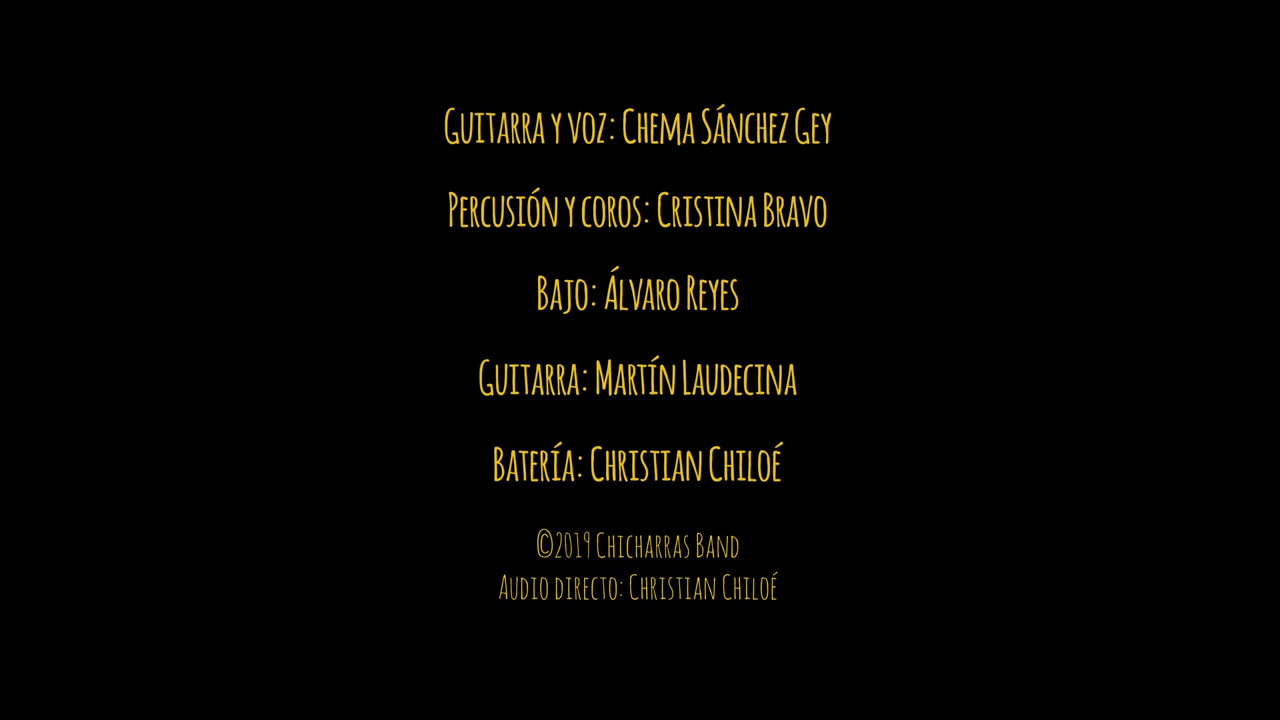 Guitarra y voz: Chema Sánchez Gey
Percusión y coros: Cristina Bravo
Bajo: Álvaro Reyes
Guitarra: Martín Laudecina
Batería: Christian Chiloé
©2019 Chicharras Band
Audio directo: Christian Chiloé